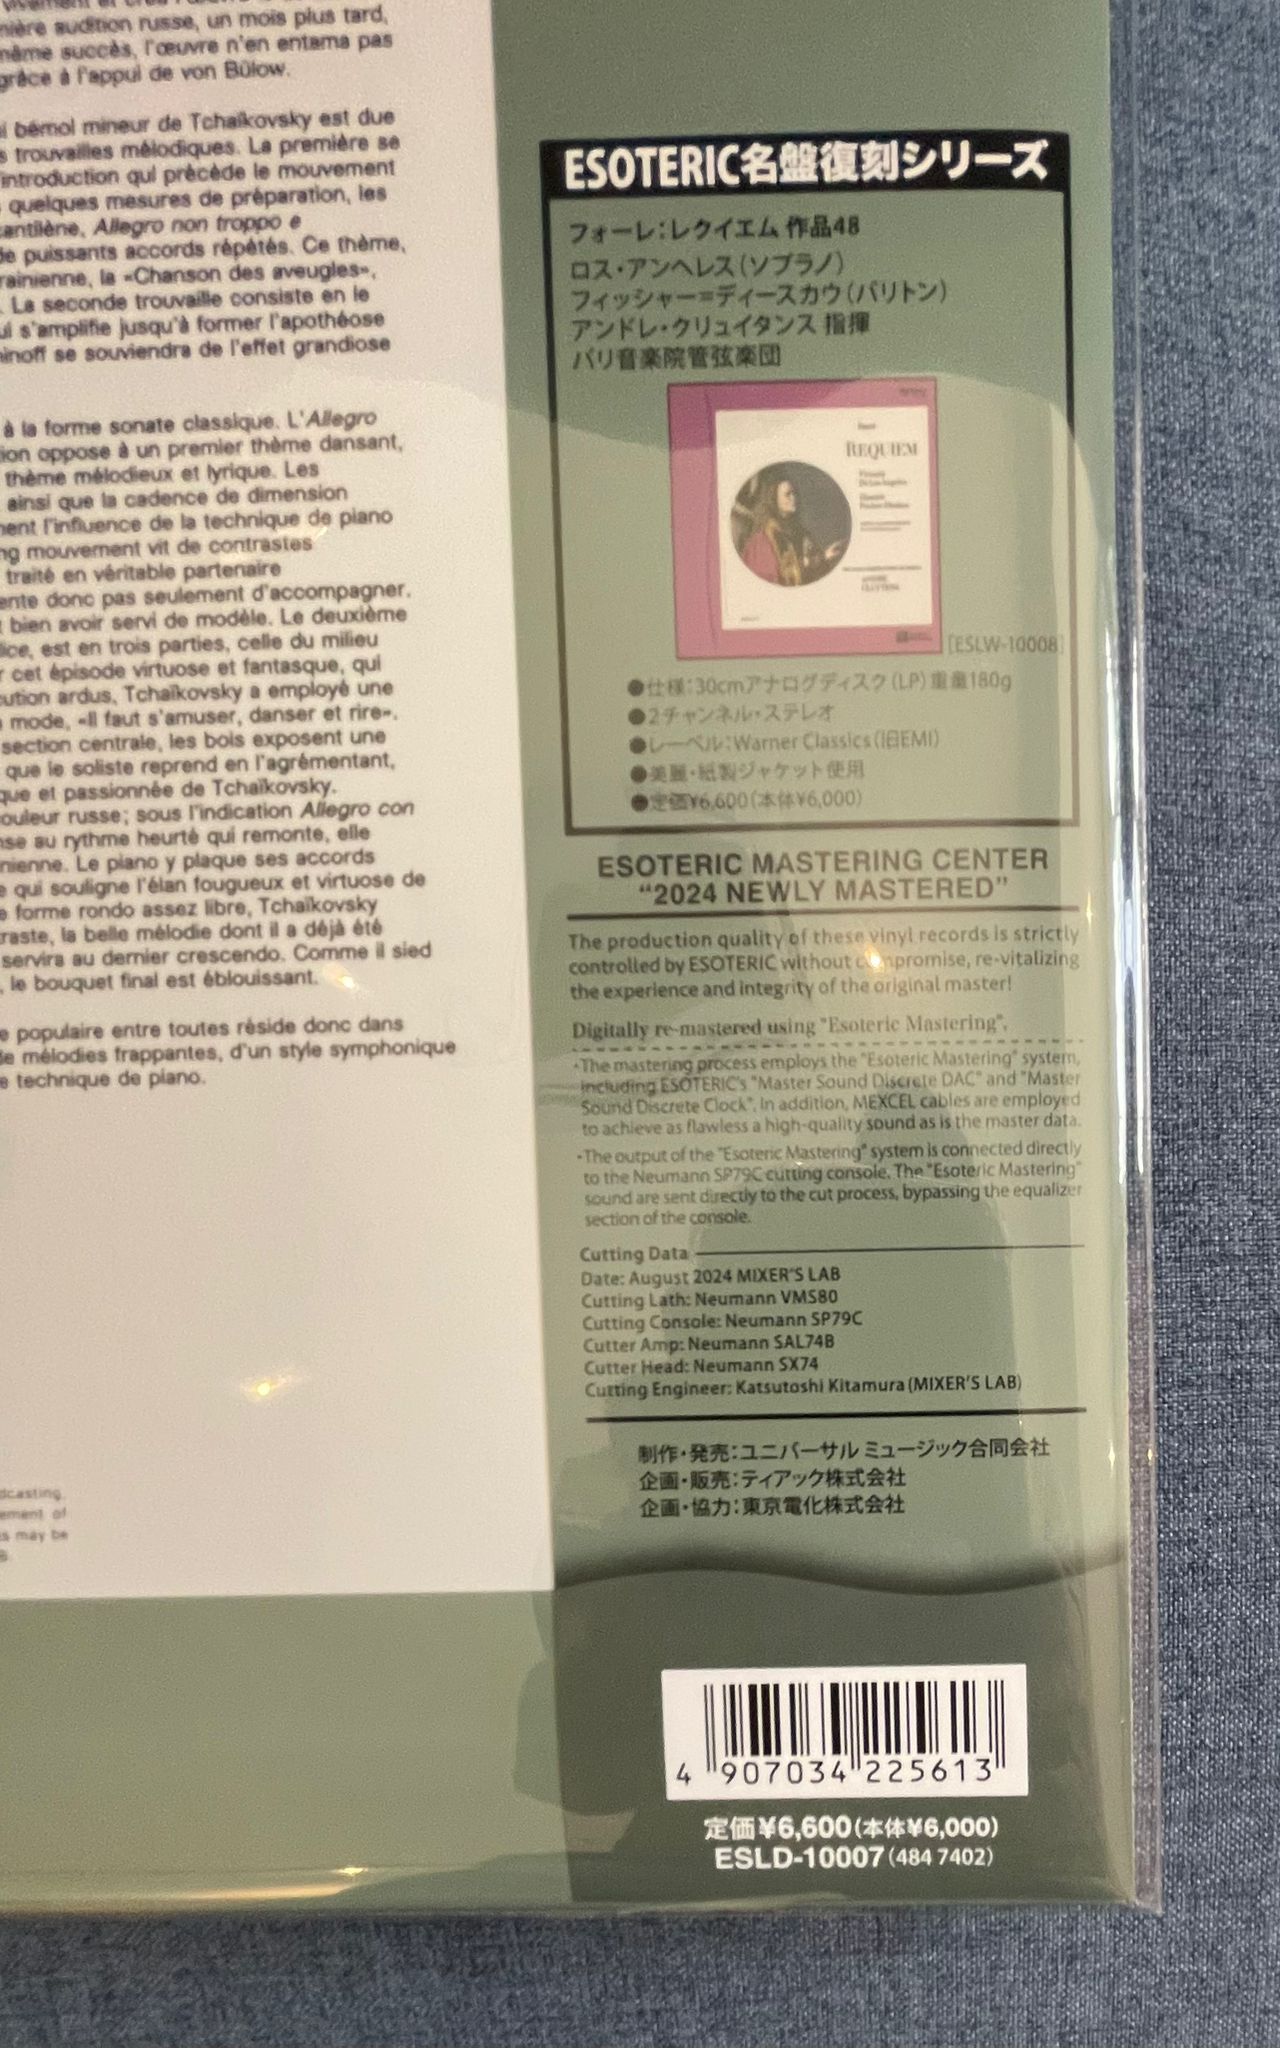 nière audition russe, un mois plus tard,
même succès, l'œuvre n'en entama pas
grâce à l'appui de von Bülow.
bémol mineur de Tchaïkovsky est due
trouvailles mélodiques. La première se
introduction qui précède le mouvement
quelques mesures de préparation, les
cantilène, Allegro non troppo e
de puissants accords répétés. Ce thème,
rainienne, la «Chanson des aveugles»,
. La seconde trouvaille consiste en le
ui s'amplifie jusqu'à former l'apothéose
ninoff se souviendra de l'effet grandiose
à la forme sonate classique. L'Allegro
ion oppose à un premier thème dansant,
thème mélodieux et lyrique. Les
ainsi que la cadence de dimension
nent l'influence de la technique de piano
ng mouvement vit de contrastes
traité en véritable partenaire
ente donc pas seulement d'accompagner.
t bien avoir servi de modèle. Le deuxième
lice, est en trois parties, celle du milieu
r cet épisode virtuose et fantasque, qui
cution ardus, Tchaïkovsky a employé une
mode, «Il faut s'amuser, danser et rire».
section centrale, les bois exposent une
que le soliste reprend en l'agrémentant,
que et passionnée de Tchaïkovsky.
couleur russe; sous l'indication Allegro con
nse au rythme heurté qui remonte, elle
nienne. Le piano y plaque ses accords
e qui souligne l'élan fougueux et virtuose de
e forme rondo assez libre, Tchaïkovsky
raste, la belle mélodie dont il a déjà été
servira au dernier crescendo. Comme il sied
, le bouquet final est éblouissant.
e populaire entre toutes réside donc dans
de mélodies frappantes, d'un style symphonique
e technique de piano.
dcasting,
ement of
s may be
ESOTERIC名盤復刻シリーズ
フォーレ:レクイエム 作品48
ロス・アンヘレス(ソプラノ)
フィッシャー=ディースカウ(バリトン)
アンドレ・クリュイタンス 指揮
パリ音楽院管弦楽団
REQUIEM
[ESLW-10008]
●仕様:30cmアナログディスク(LP)重量180g
●2チャンネル・ステレオ
●レーベル:Warner Classics(旧EMI)
●美麗・紙製ジャケット使用
●定価¥6,600(本体¥6,000)
ESOTERIC MASTERING CENTER
"2024 NEWLY MASTERED"
The production quality of these vinyl records is strictly
controlled by ESOTERIC without compromise, re-vitalizing
the experience and integrity of the original master!
Digitally re-mastered using "Esoteric Mastering".
•The mastering process employs the "Esoteric Mastering" system,
including ESOTERIC's "Master Sound Discrete DAC" and "Master
Sound Discrete Clock". In addition, MEXCEL cables are employed
to achieve as flawless a high-quality sound as is the master data.
•The output of the "Esoteric Mastering" system is connected directly
to the Neumann SP79C cutting console. The "Esoteric Mastering"
sound are sent directly to the cut process, bypassing the equalizer
section of the console.
Cutting Data
Date: August 2024 MIXER'S LAB
Cutting Lath: Neumann VMS80
Cutting Console: Neumann SP79C
Cutter Amp: Neumann SAL74B
Cutter Head: Neumann SX74
Cutting Engineer: Katsutoshi Kitamura (MIXER'S LAB)
制作・発売:ユニバーサル ミュージック合同会社
企画・販売:ティアック株式会社
企画・協力:東京電化株式会社
4 907034 225613
定価¥6,600(本体¥6,000)
ESLD-10007(484 7402)